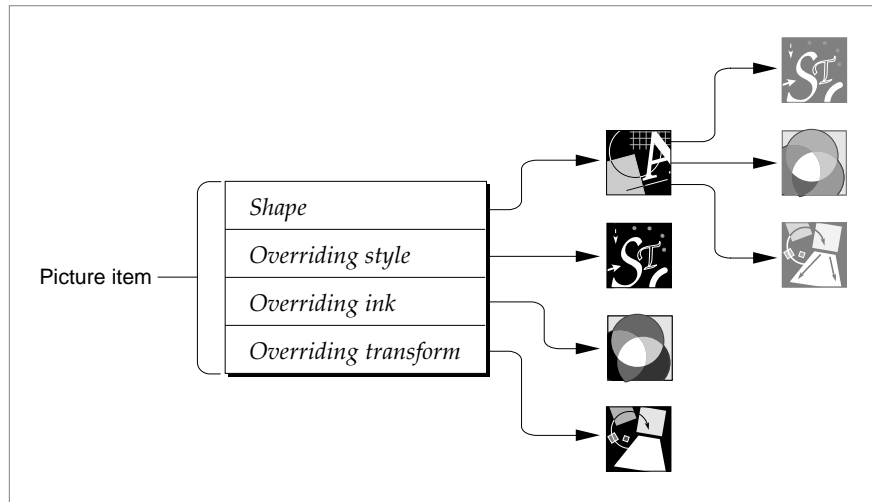 Picture item
Shape
Overriding style
Overriding ink
Overriding transform